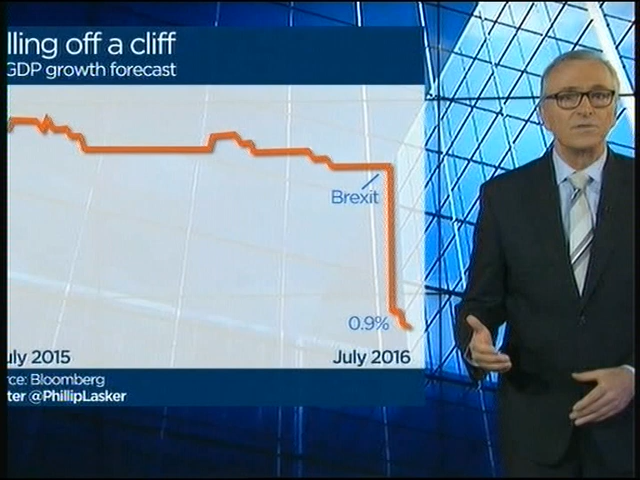 lling off a cliff
GDP growth forecast
Brexit
0.9%
uly 2015
July 2016
rce: Bloomberg
ter @PhillipLasker